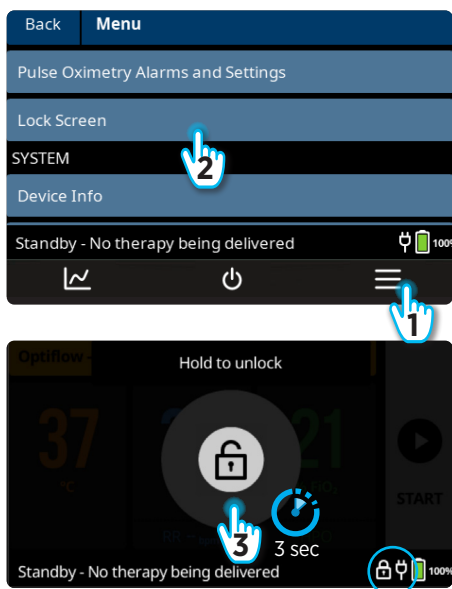 Back Menu
Pulse Oximetry Alarms and Settings
Lock Screen
2
SYSTEM
Device Info
Standby - No therapy being delivered 100%
1
Optiflow -
Hold to unlock
37
21
°C
START
3
3 sec
RR --
Standby - No therapy being delivered 100%